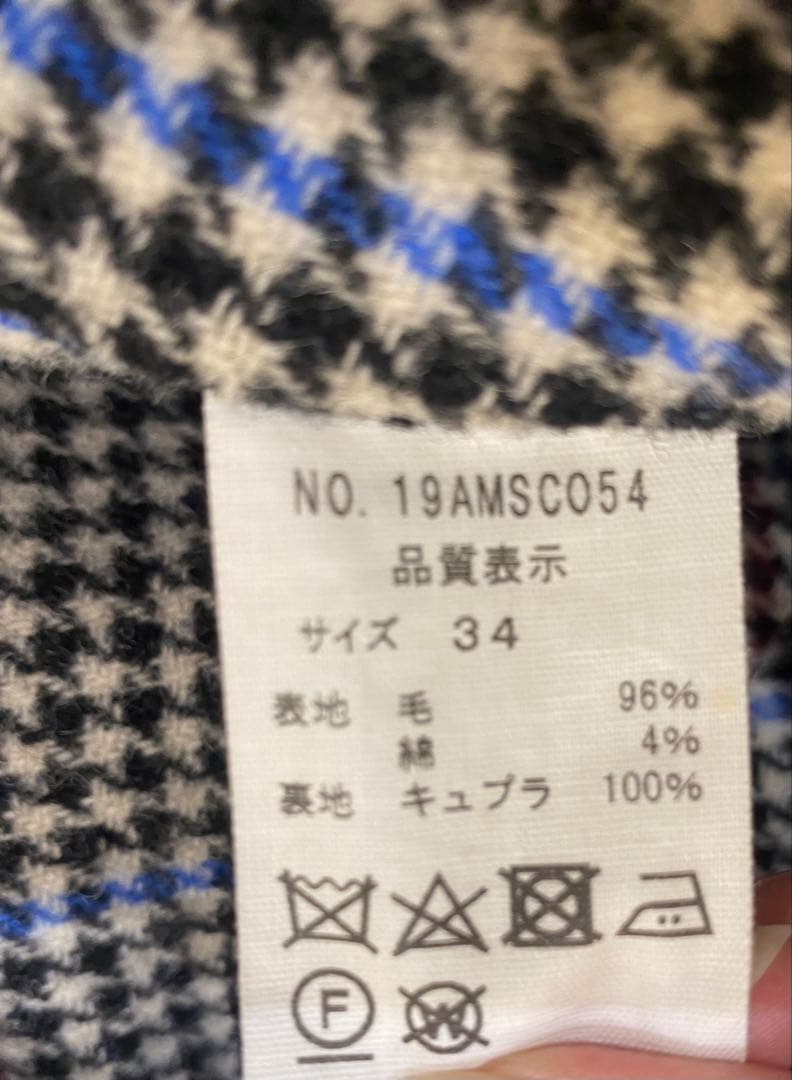 NO. 19AMSC054
品質表示
サイズ 34
表地 毛 96%
綿 4%
裏地 キュプラ 100%
F W